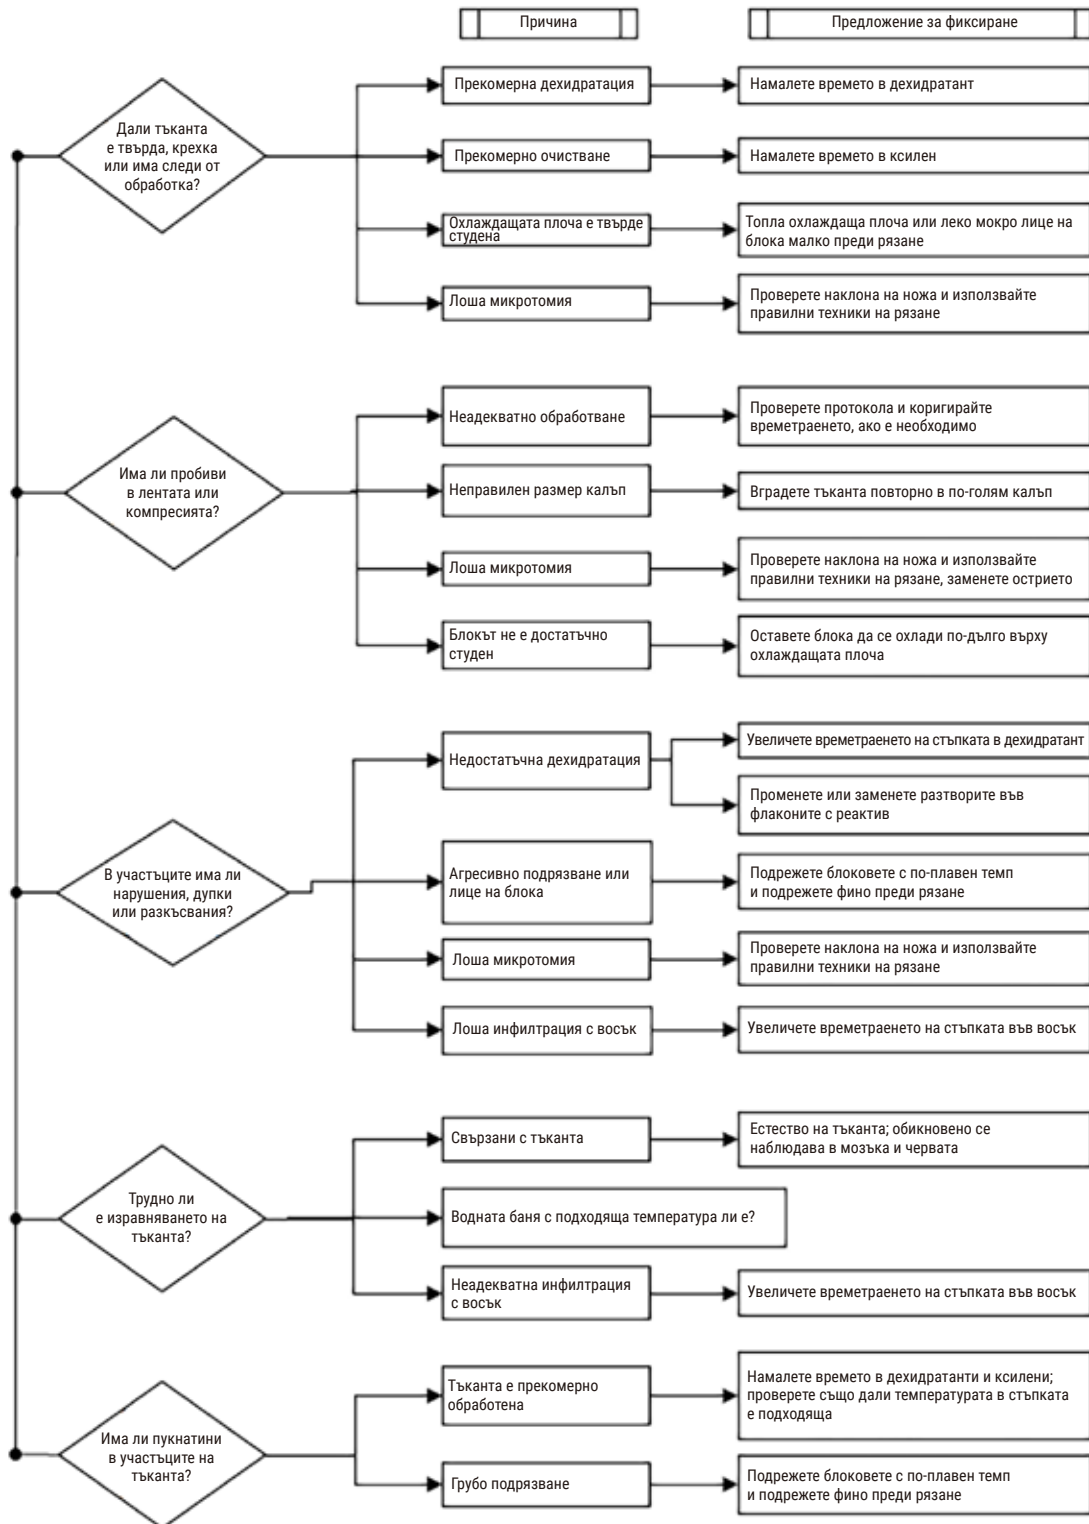 Причина
Предложение за фиксиране
Дали тъканта
е твърда, крехка
или има следи от
обработка?
Прекомерна дехидратация
Намалете времето в дехидратант
Прекомерно очистване
Намалете времето в ксилен
Охлаждащата плоча е твърде
студена
Топла охлаждаща плоча или леко мокро лице на
блока малко преди рязане
Лоша микротомия
Проверете наклона на ножа и използвайте
правилни техники на рязане
Има ли пробиви
в лентата или
компресията?
Неадекватно обработване
Проверете протокола и коригирайте
времетраенето, ако е необходимо
Неправилен размер калъп
Вградете тъканта повторно в по-голям калъп
Лоша микротомия
Проверете наклона на ножа и използвайте
правилни техники на рязане, заменете острието
Блокът не е достатъчно
студен
Оставете блока да се охлади по-дълго върху
охлаждащата плоча
В участъците има ли
нарушения, дупки
или разкъсвания?
Недостатъчна дехидратация
Увеличете времетраенето на стъпката в дехидратант
Променете или заменете разтворите във
флаконите с реактив
Агресивно подрязване или
лице на блока
Подрежете блоковете с по-плавен темп
и подрежете фино преди рязане
Лоша микротомия
Проверете наклона на ножа и използвайте
правилни техники на рязане
Лоша инфилтрация с восък
Увеличете времетраенето на стъпката във восък
Трудно ли
е изравняването на
тъканта?
Свързани с тъканта
Естество на тъканта; обикновено се
наблюдава в мозъка и червата
Водната баня с подходяща температура ли е?
Неадекватна инфилтрация
с восък
Увеличете времетраенето на стъпката във восък
Има ли пукнатини
в участъците на
тъканта?
Тъканта е прекомерно
обработена
Намалете времето в дехидратанти и ксилени;
проверете също дали температурата в стъпката
е подходяща
Грубо подрязване
Подрежете блоковете с по-плавен темп
и подрежете фино преди рязане